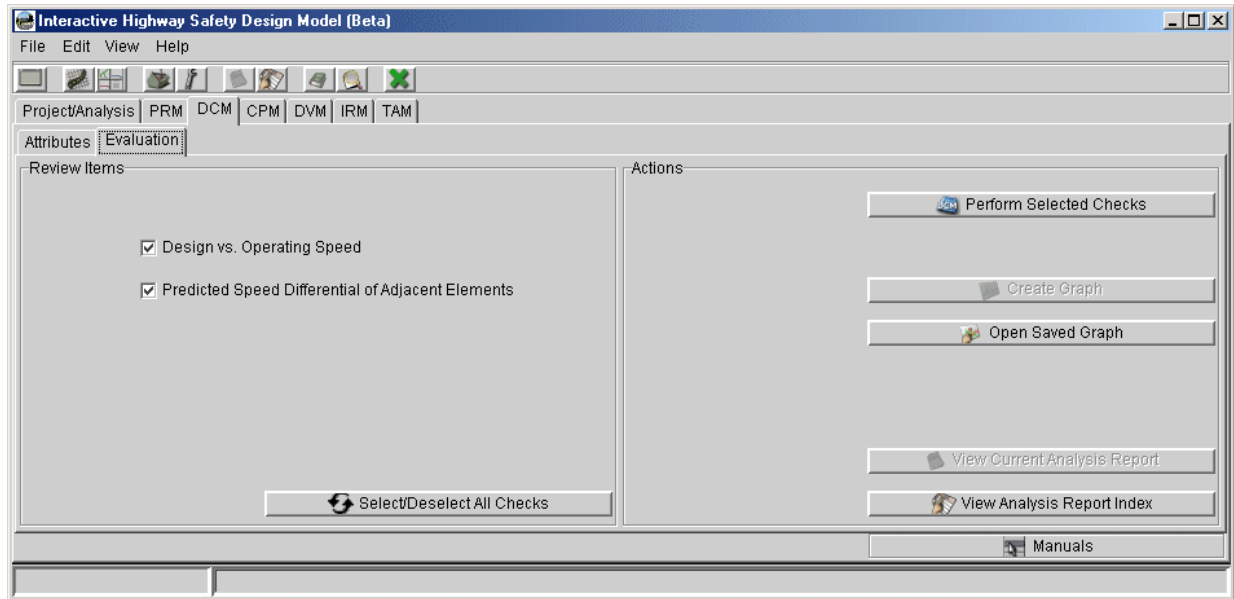 Interactive Highway Safety Design Model (Beta)
File Edit View Help
Project/Analysis PRM DCM CPM DVM IRM TAM
Attributes Evaluation
Review Items
Actions
Perform Selected Checks
Design vs. Operating Speed
Predicted Speed Differential of Adjacent Elements
Create Graph
Open Saved Graph
View Current Analysis Report
Select/Deselect All Checks
View Analysis Report Index
Manuals